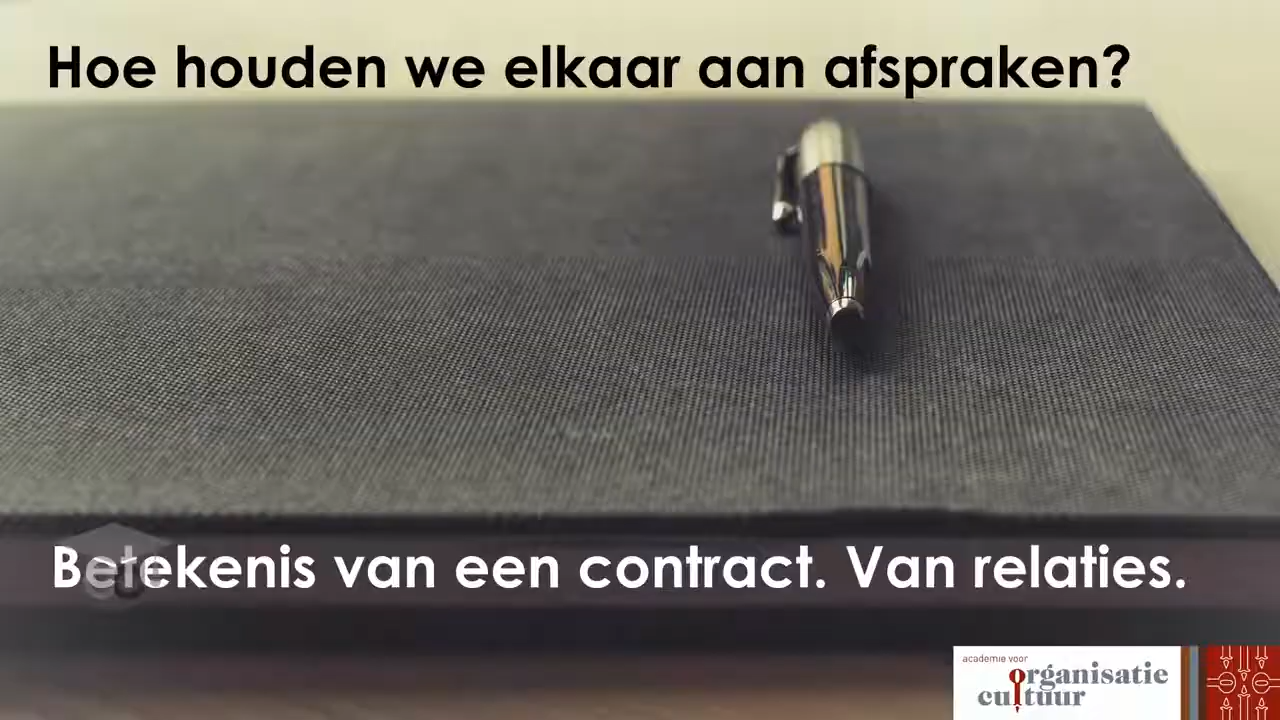 Hoe houden we elkaar aan afspraken?
Betekenis van een contract. Van relaties.
academie voor
organisatie
cultuur